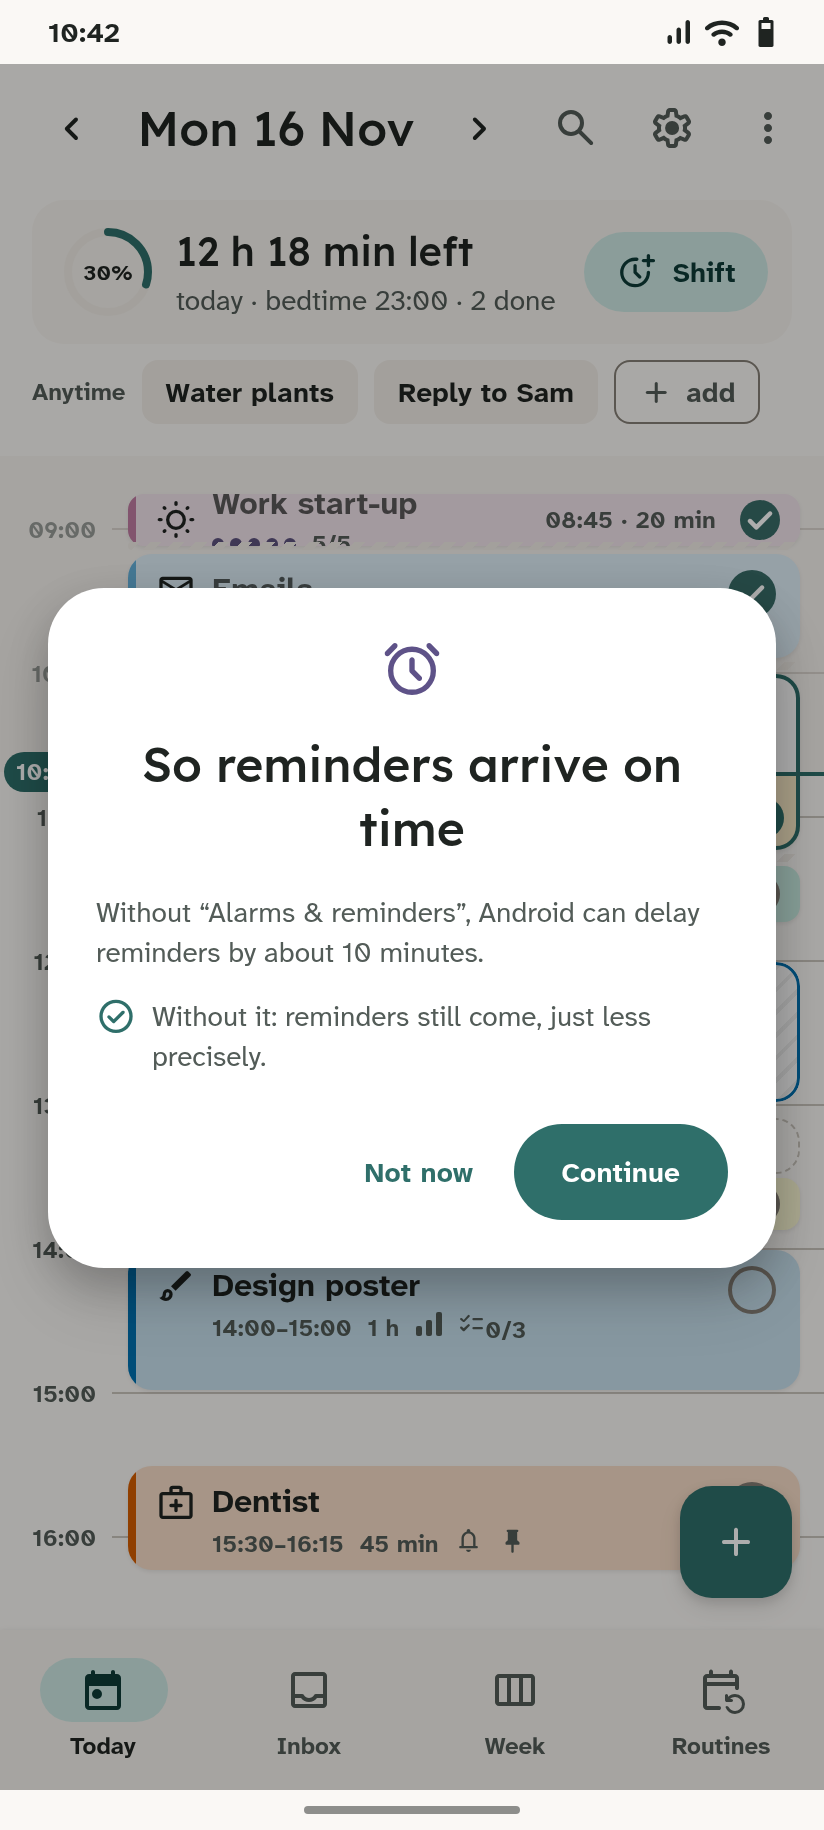 10:42
Mon 16 Nov
30%
12 h 18 min left
today · bedtime 23:00 · 2 done
Shift
Anytime
Water plants
Reply to Sam
add
09:00
Work start-up
5/5
08:45 · 20 min
Emails
So reminders arrive on
time
Without “Alarms & reminders”, Android can delay
reminders by about 10 minutes.
Without it: reminders still come, just less
precisely.
Not now
Continue
Design poster
14:00–15:00 1 h 0/3
15:00
Dentist
15:30–16:15 45 min
16:00
Today
Inbox
Week
Routines